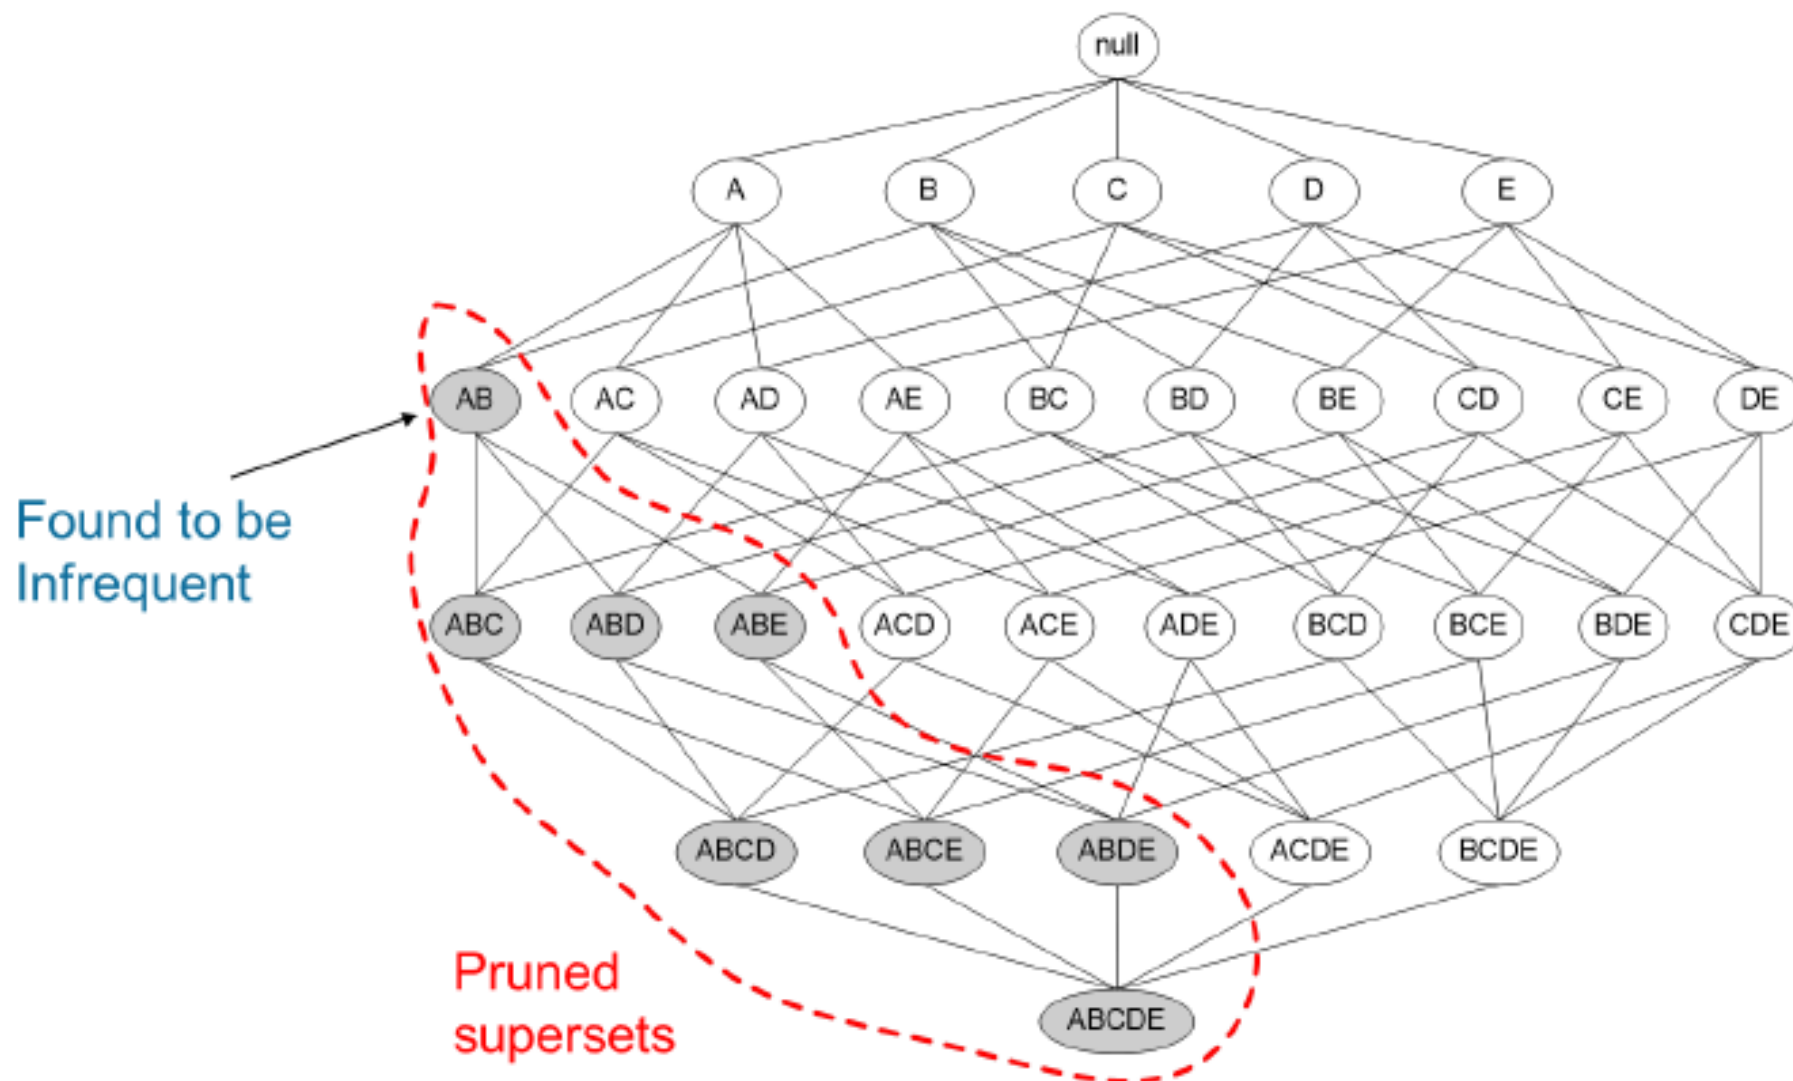 null
A B C D E
AB AC AD AE BC BD BE CD CE DE
Found to be
Infrequent
ABC ABD ABE ACD ACE ADE BCD BCE BDE CDE
ABCD ABCE ABDE ACDE BCDE
Pruned
supersets
ABCDE